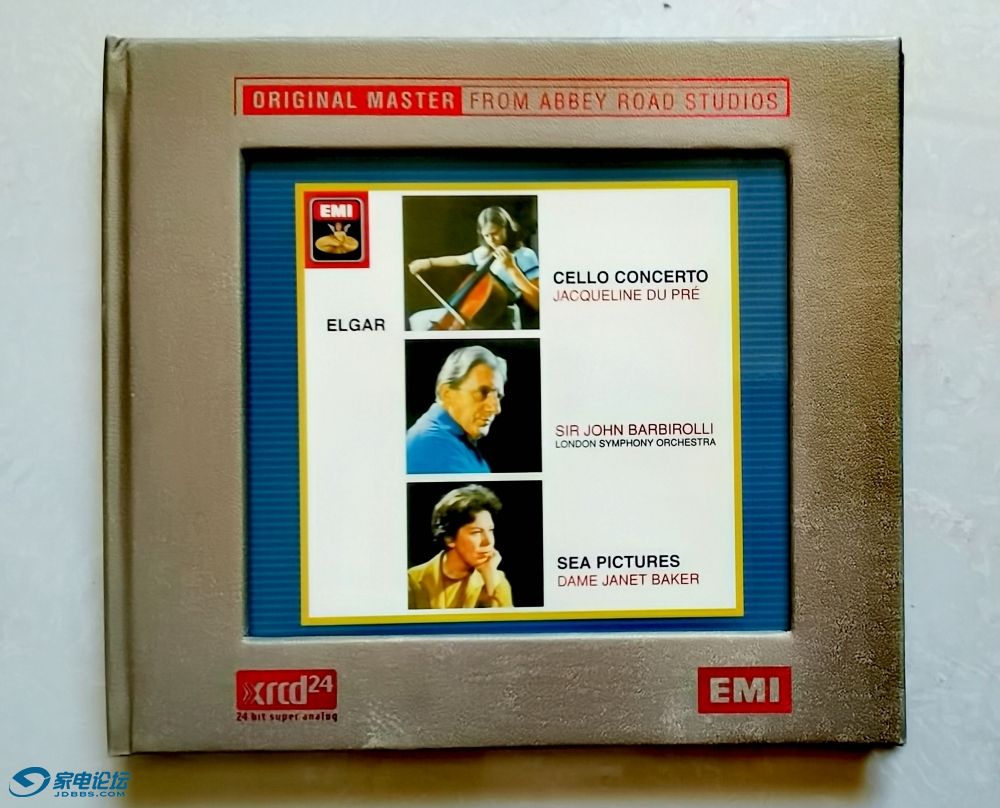 ORIGINAL MASTER FROM ABBEY ROAD STUDIOS
EMI
CELLO CONCERTO
JACQUELINE DU PRÉ
ELGAR
SIR JOHN BARBIROLLI
LONDON SYMPHONY ORCHESTRA
SEA PICTURES
DAME JANET BAKER
xrcd24
24 bit super analog
EMI
家电论坛
JDBBS.COM